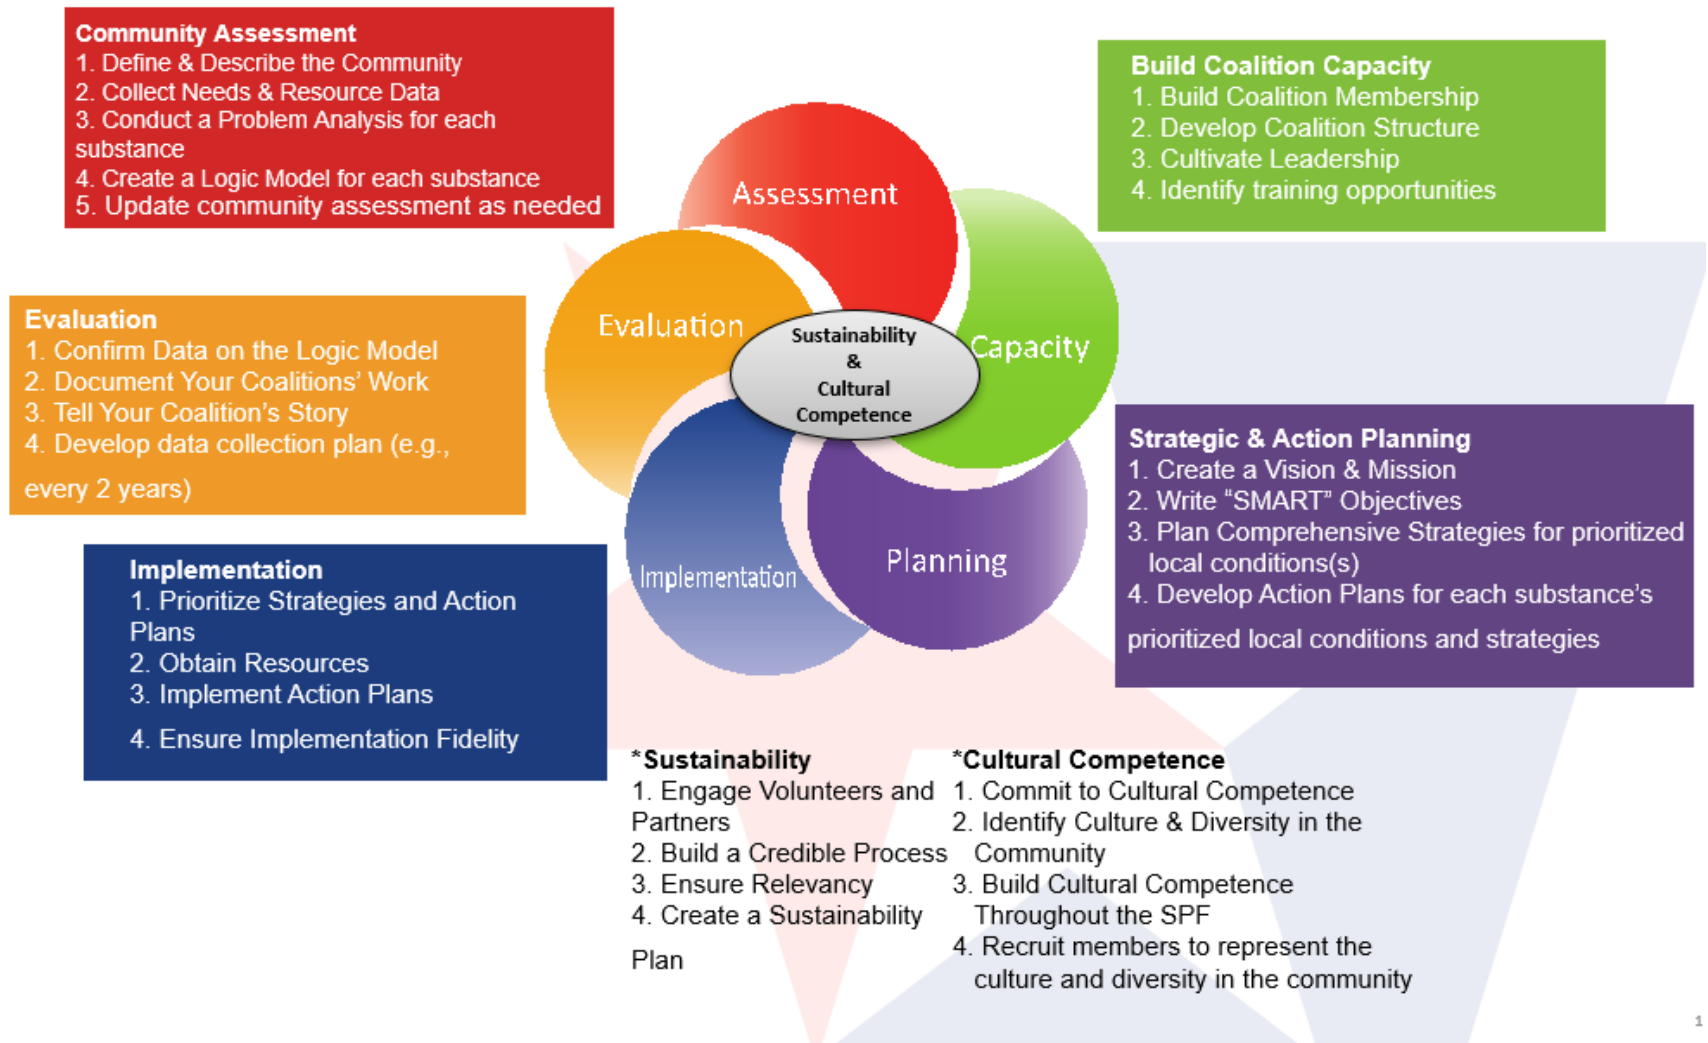 Community Assessment
1. Define & Describe the Community
2. Collect Needs & Resource Data
3. Conduct a Problem Analysis for each
substance
4. Create a Logic Model for each substance
5. Update community assessment as needed
Build Coalition Capacity
1. Build Coalition Membership
2. Develop Coalition Structure
3. Cultivate Leadership
4. Identify training opportunities
Assessment
Evaluation
Capacity
Sustainability
&
Cultural
Competence
Implementation
Planning
Evaluation
1. Confirm Data on the Logic Model
2. Document Your Coalitions' Work
3. Tell Your Coalition's Story
4. Develop data collection plan (e.g.,
every 2 years)
Strategic & Action Planning
1. Create a Vision & Mission
2. Write “SMART” Objectives
3. Plan Comprehensive Strategies for prioritized
local conditions(s)
4. Develop Action Plans for each substance's
prioritized local conditions and strategies
Implementation
1. Prioritize Strategies and Action
Plans
2. Obtain Resources
3. Implement Action Plans
4. Ensure Implementation Fidelity
*Sustainability
1. Engage Volunteers and
Partners
2. Build a Credible Process
3. Ensure Relevancy
4. Create a Sustainability
Plan
*Cultural Competence
1. Commit to Cultural Competence
2. Identify Culture & Diversity in the
Community
3. Build Cultural Competence
Throughout the SPF
4. Recruit members to represent the
culture and diversity in the community
1